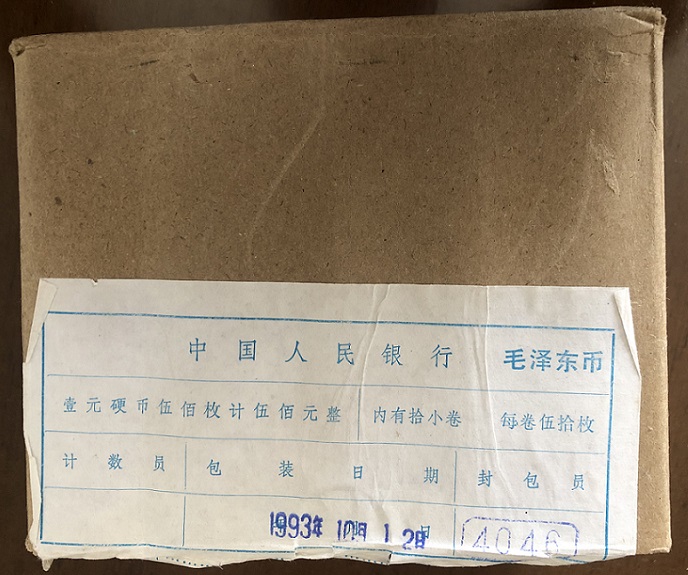 中国人民银行 毛泽东币
壹元硬币伍佰枚计伍佰元整 内有拾小卷 每卷伍拾枚
计数员 包装日期 封包员
1993年 10月 12日 4046